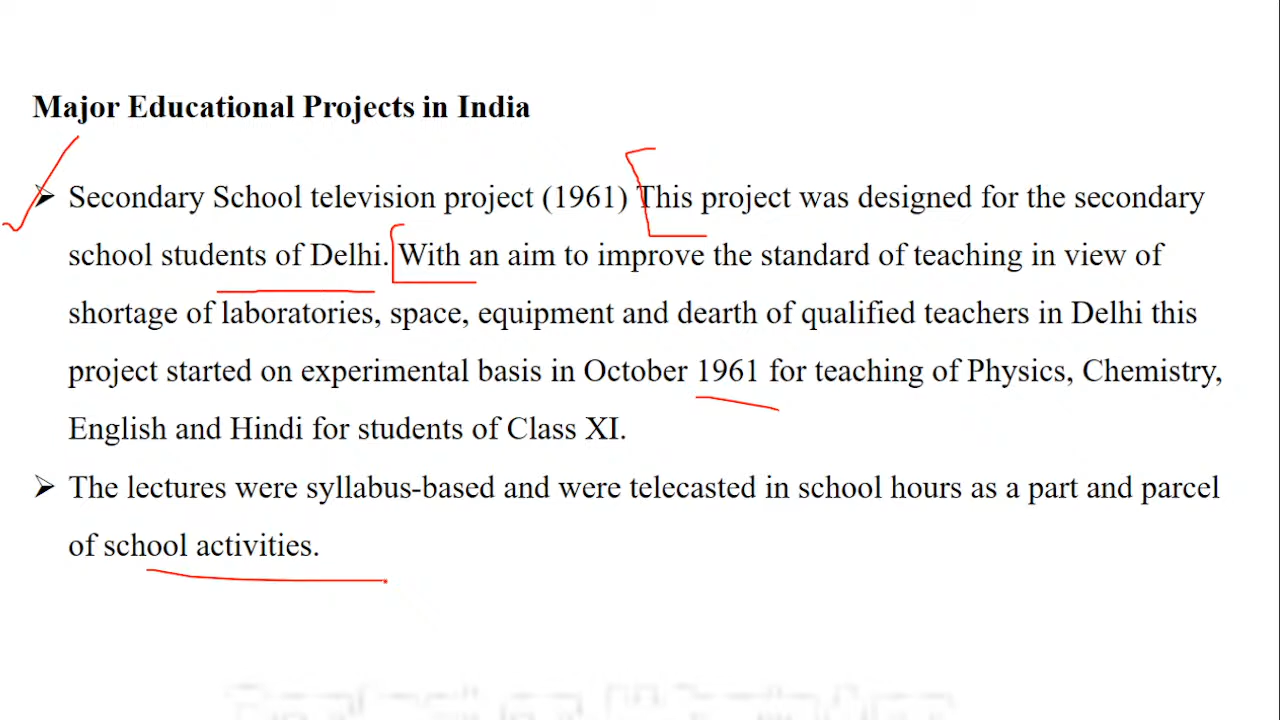 Major Educational Projects in India
➢ Secondary School television project (1961) This project was designed for the secondary
school students of Delhi. With an aim to improve the standard of teaching in view of
shortage of laboratories, space, equipment and dearth of qualified teachers in Delhi this
project started on experimental basis in October 1961 for teaching of Physics, Chemistry,
English and Hindi for students of Class XI.
➢ The lectures were syllabus-based and were telecasted in school hours as a part and parcel
of school activities.